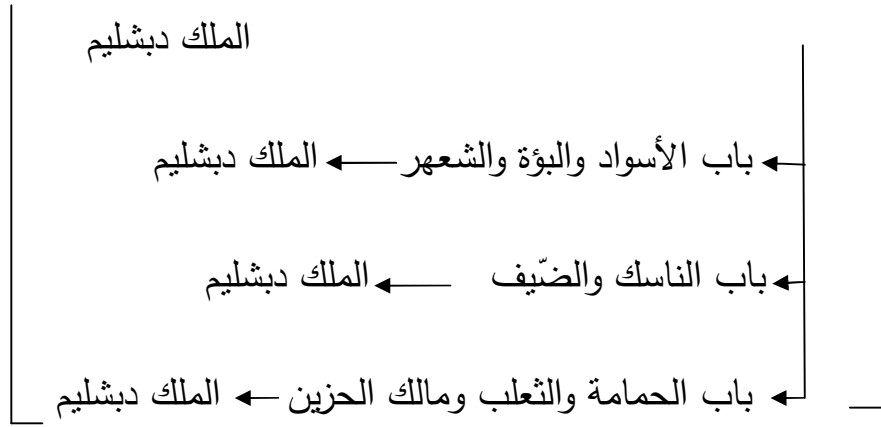 الملك دبشليم
باب الأسواد والبؤة والشعهر الملك دبشليم
باب الناسك والضّيف الملك دبشليم
باب الحمامة والثعلب ومالك الحزين الملك دبشليم